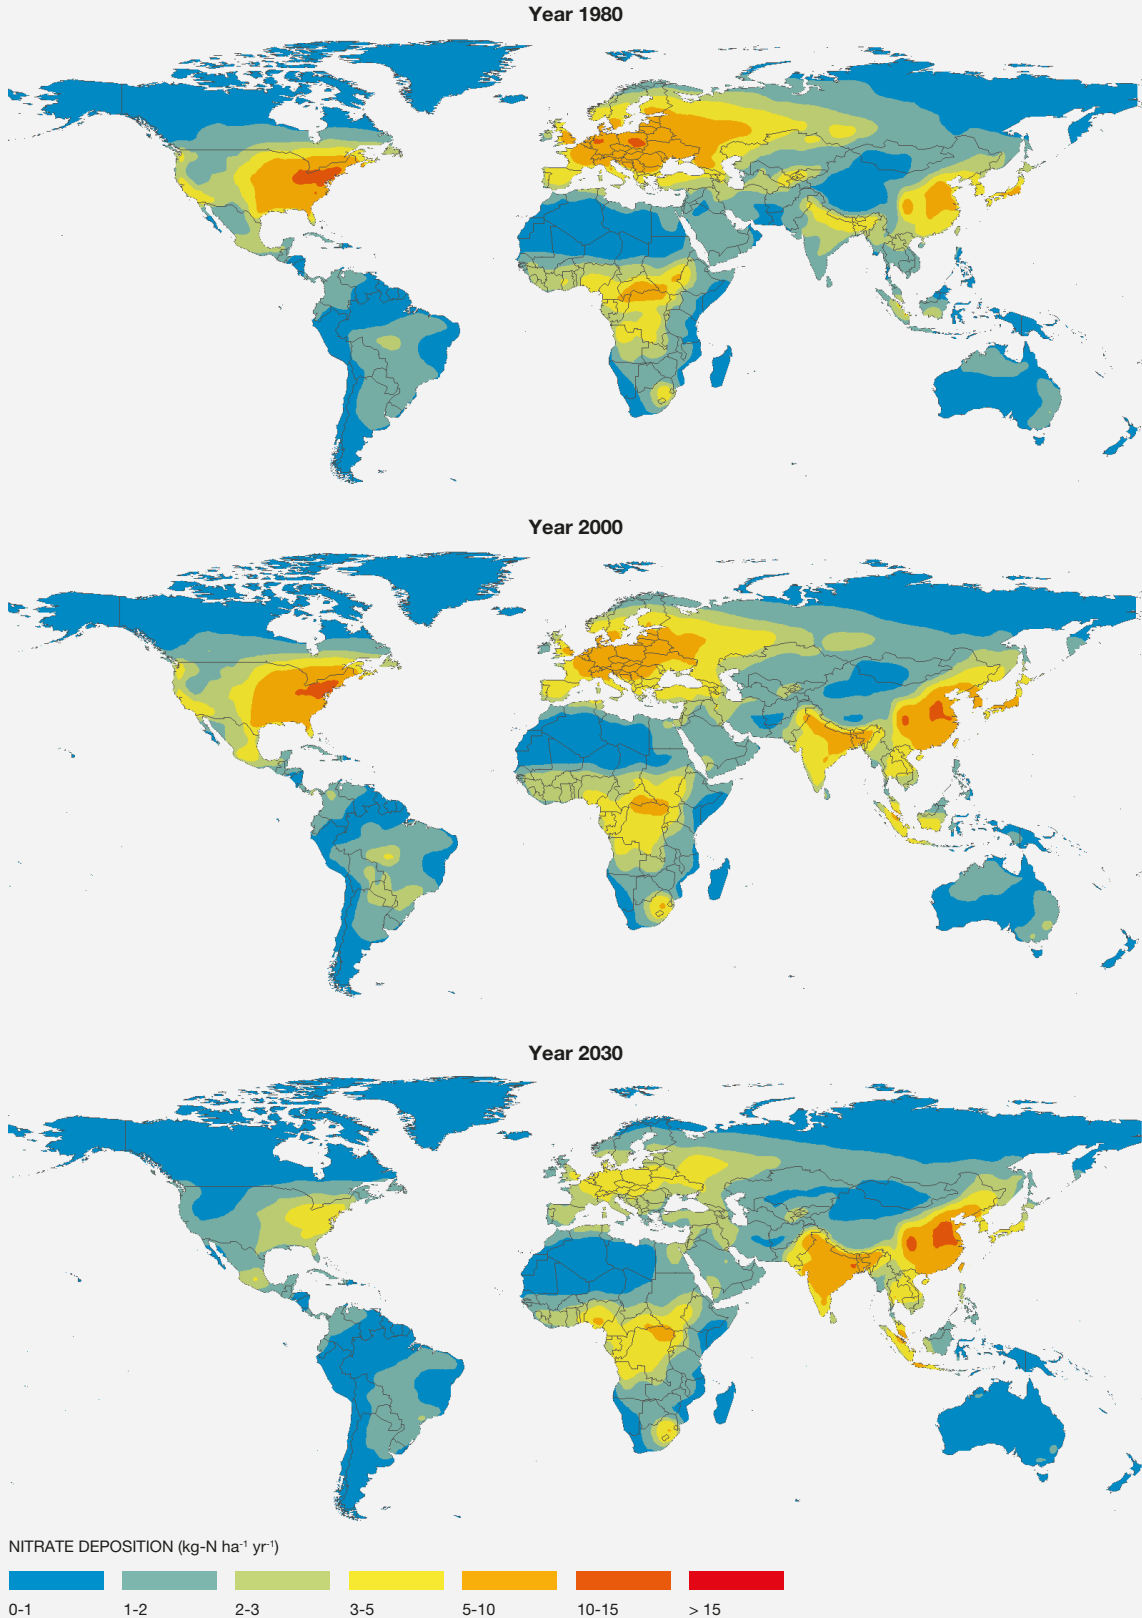 Year 1980
Year 2000
Year 2030
NITRATE DEPOSITION (kg-N ha⁻¹ yr⁻¹)
0-1 1-2 2-3 3-5 5-10 10-15 > 15